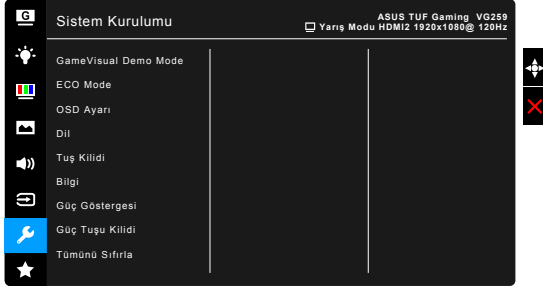 G
Sistem Kurulumu
ASUS TUF Gaming VG259
Yarış Modu HDMI2 1920x1080@ 120Hz
GameVisual Demo Mode
ECO Mode
OSD Ayarı
Dil
Tuş Kilidi
Bilgi
Güç Göstergesi
Güç Tuşu Kilidi
Tümünü Sıfırla